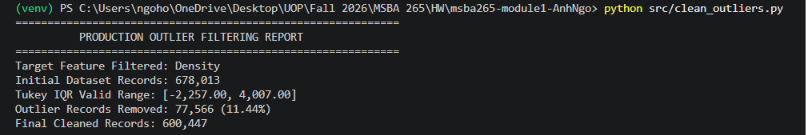 (venv) PS C:\Users\ngoho\OneDrive\Desktop\UOP\Fall 2026\MSBA 265\HW\msba265-module1-AnhNgo> python src/clean_outliers.py
============================================================
PRODUCTION OUTLIER FILTERING REPORT
============================================================
Target Feature Filtered: Density
Initial Dataset Records: 678,013
Tukey IQR Valid Range: [-2,257.00, 4,007.00]
Outlier Records Removed: 77,566 (11.44%)
Final Cleaned Records: 600,447